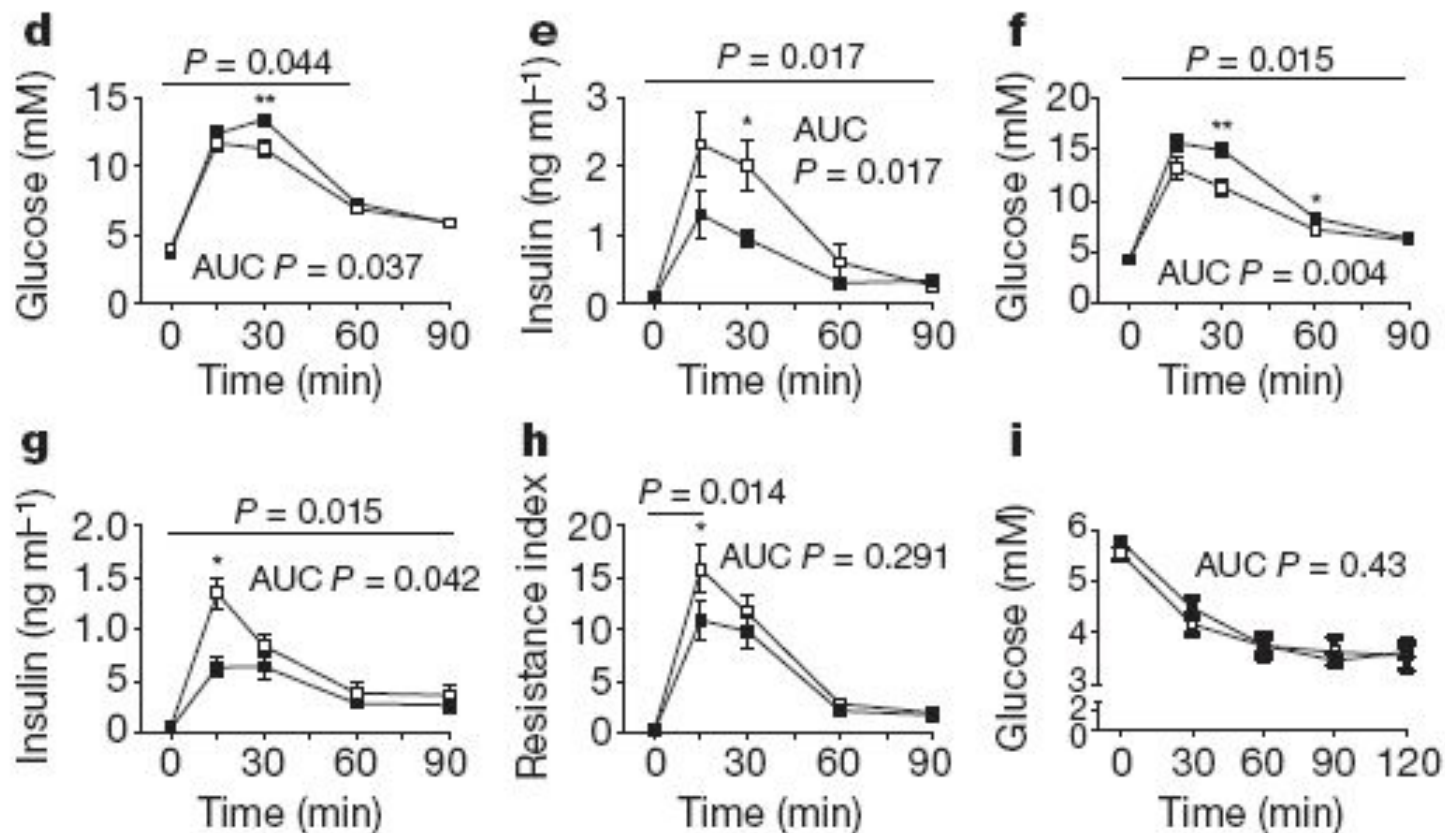 d
P = 0.044
Glucose (mM)
15
**
10
5
AUC P = 0.037
0
0 30 60 90
Time (min)
e
P = 0.017
Insulin (ng ml⁻¹)
3
*
AUC
P = 0.017
2
1
0
0 30 60 90
Time (min)
f
P = 0.015
Glucose (mM)
20
**
15
10
*
5
AUC P = 0.004
0
0 30 60 90
Time (min)
g
P = 0.015
Insulin (ng ml⁻¹)
2.0
*
AUC P = 0.042
1.5
1.0
5
0
0 30 60 90
Time (min)
h
P = 0.014
Resistance index
20
*
AUC P = 0.291
15
10
5
0
0 30 60 90
Time (min)
i
Glucose (mM)
6
AUC P = 0.43
5
4
3
2
0
0 30 60 90 120
Time (min)